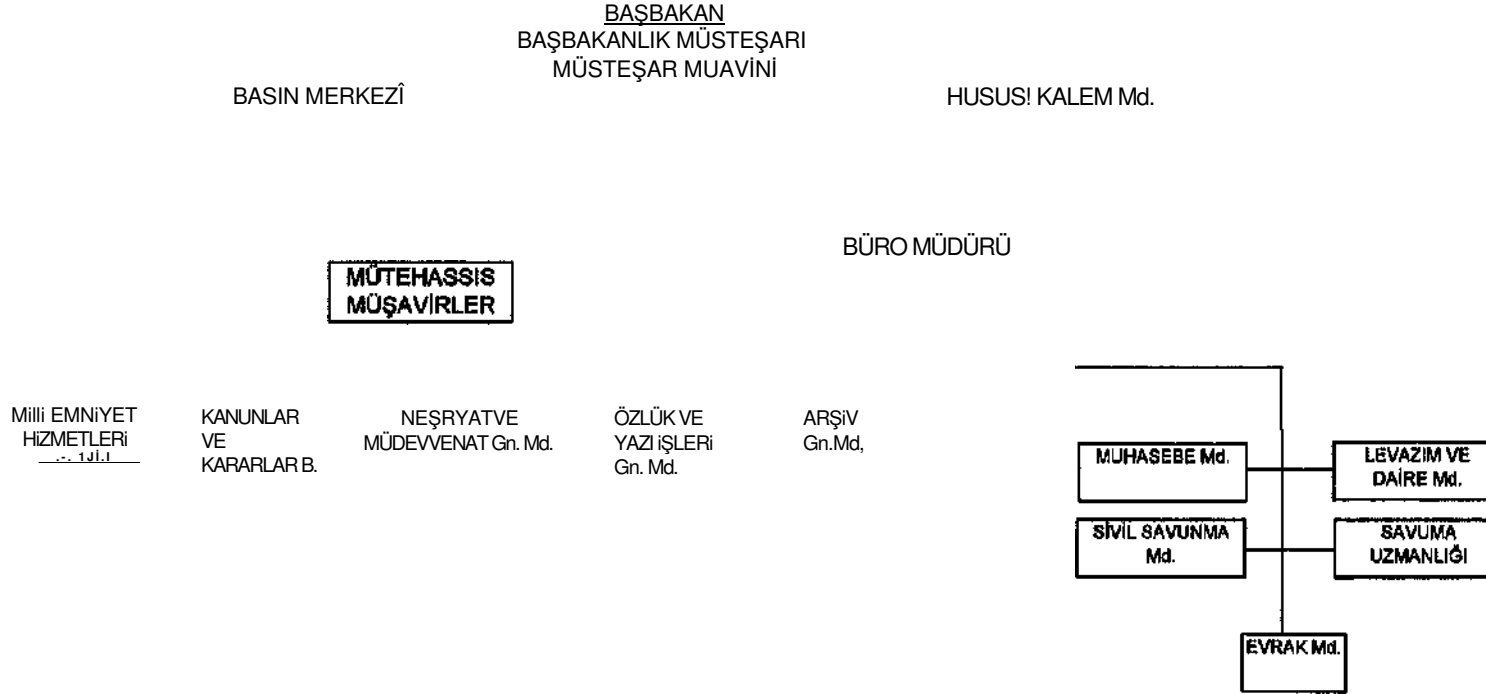 BAŞBAKAN
BAŞBAKANLIK MÜSTEŞARI
MÜSTEŞAR MUAVİNİ
BASIN MERKEZÎ
HUSUS! KALEM Md.
BÜRO MÜDÜRÜ
MÜTEHASSIS
MÜŞAVİRLER
Milli EMNiYET
HiZMETLERi
KANUNLAR
VE
KARARLAR B.
NEŞRYATVE
MÜDEVVENAT Gn. Md.
ÖZLÜK VE
YAZI iŞLERi
Gn. Md.
ARŞiV
Gn.Md,
MUHASEBE Md.
LEVAZIM VE
DAİRE Md.
SİVİL SAVUNMA
Md.
SAVUMA
UZMANLIĞI
EVRAK Md.